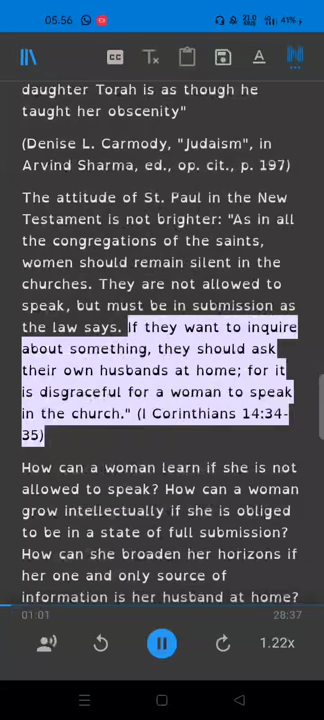 05.56
21.0
KB/s
4G
41%
CC
daughter Torah is as though he
taught her obscenity"
(Denise L. Carmody, "Judaism", in
Arvind Sharma, ed., op. cit., p. 197)
The attitude of St. Paul in the New
Testament is not brighter: "As in all
the congregations of the saints,
women should remain silent in the
churches. They are not allowed to
speak, but must be in submission as
the law says. If they want to inquire
about something, they should ask
their own husbands at home; for it
is disgraceful for a woman to speak
in the church." (I Corinthians 14:34-
35)
How can a woman learn if she is not
allowed to speak? How can a woman
grow intellectually if she is obliged
to be in a state of full submission?
How can she broaden her horizons if
her one and only source of
information is her husband at home?
01:01 28:37
1.22x